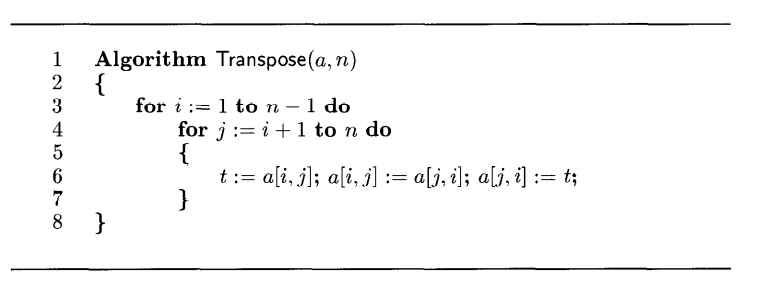 1 Algorithm Transpose(a, n)
2 {
3 for i := 1 to n − 1 do
4 for j := i + 1 to n do
5 {
6 t := a[i, j]; a[i, j] := a[j, i]; a[j, i] := t;
7 }
8 }